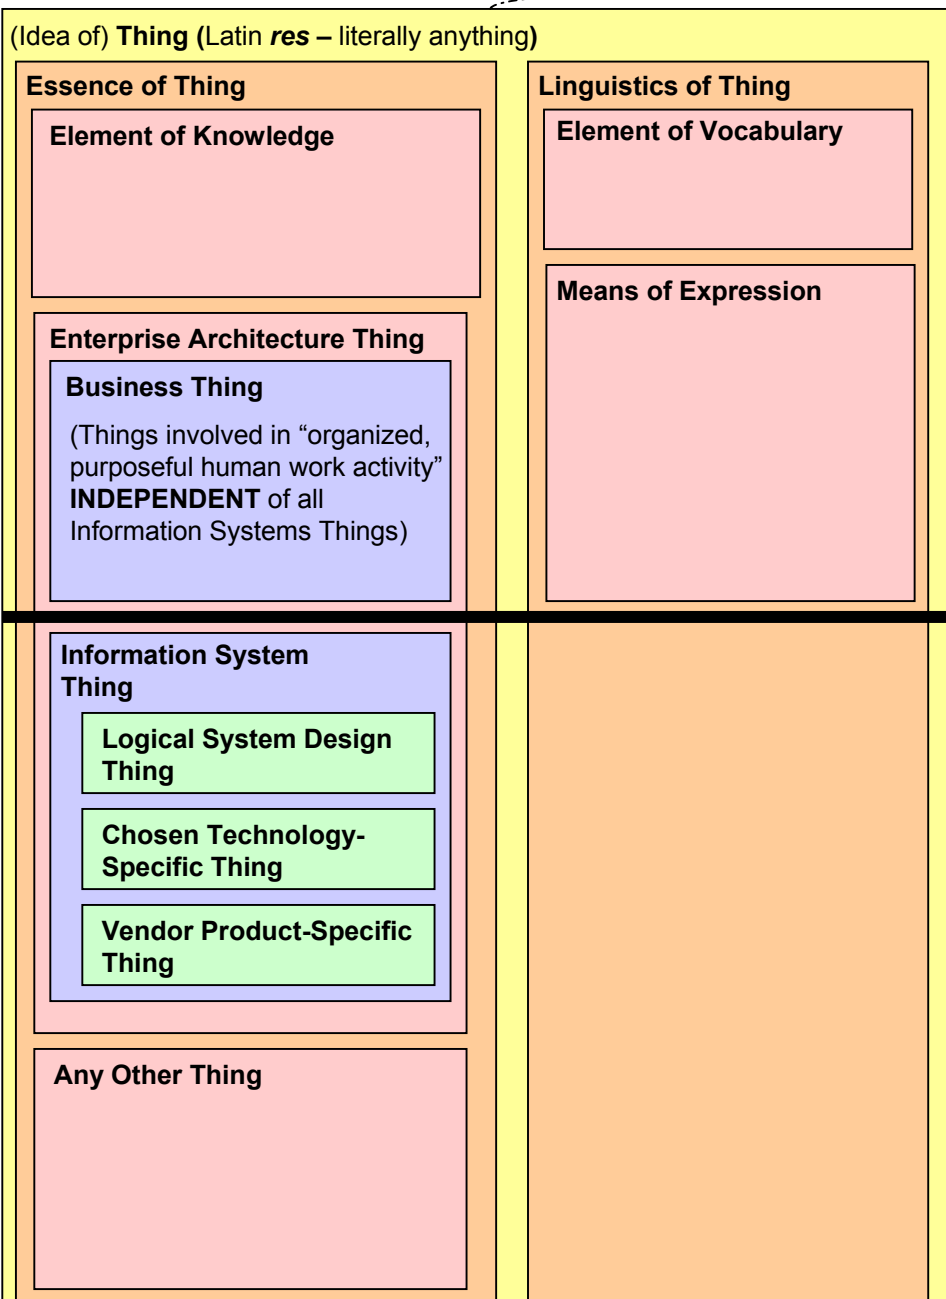 (Idea of) Thing (Latin res – literally anything)
Essence of Thing
Element of Knowledge
Enterprise Architecture Thing
Business Thing
(Things involved in “organized,
purposeful human work activity”
INDEPENDENT of all
Information Systems Things)
Information System
Thing
Logical System Design
Thing
Chosen Technology-
Specific Thing
Vendor Product-Specific
Thing
Any Other Thing
Linguistics of Thing
Element of Vocabulary
Means of Expression